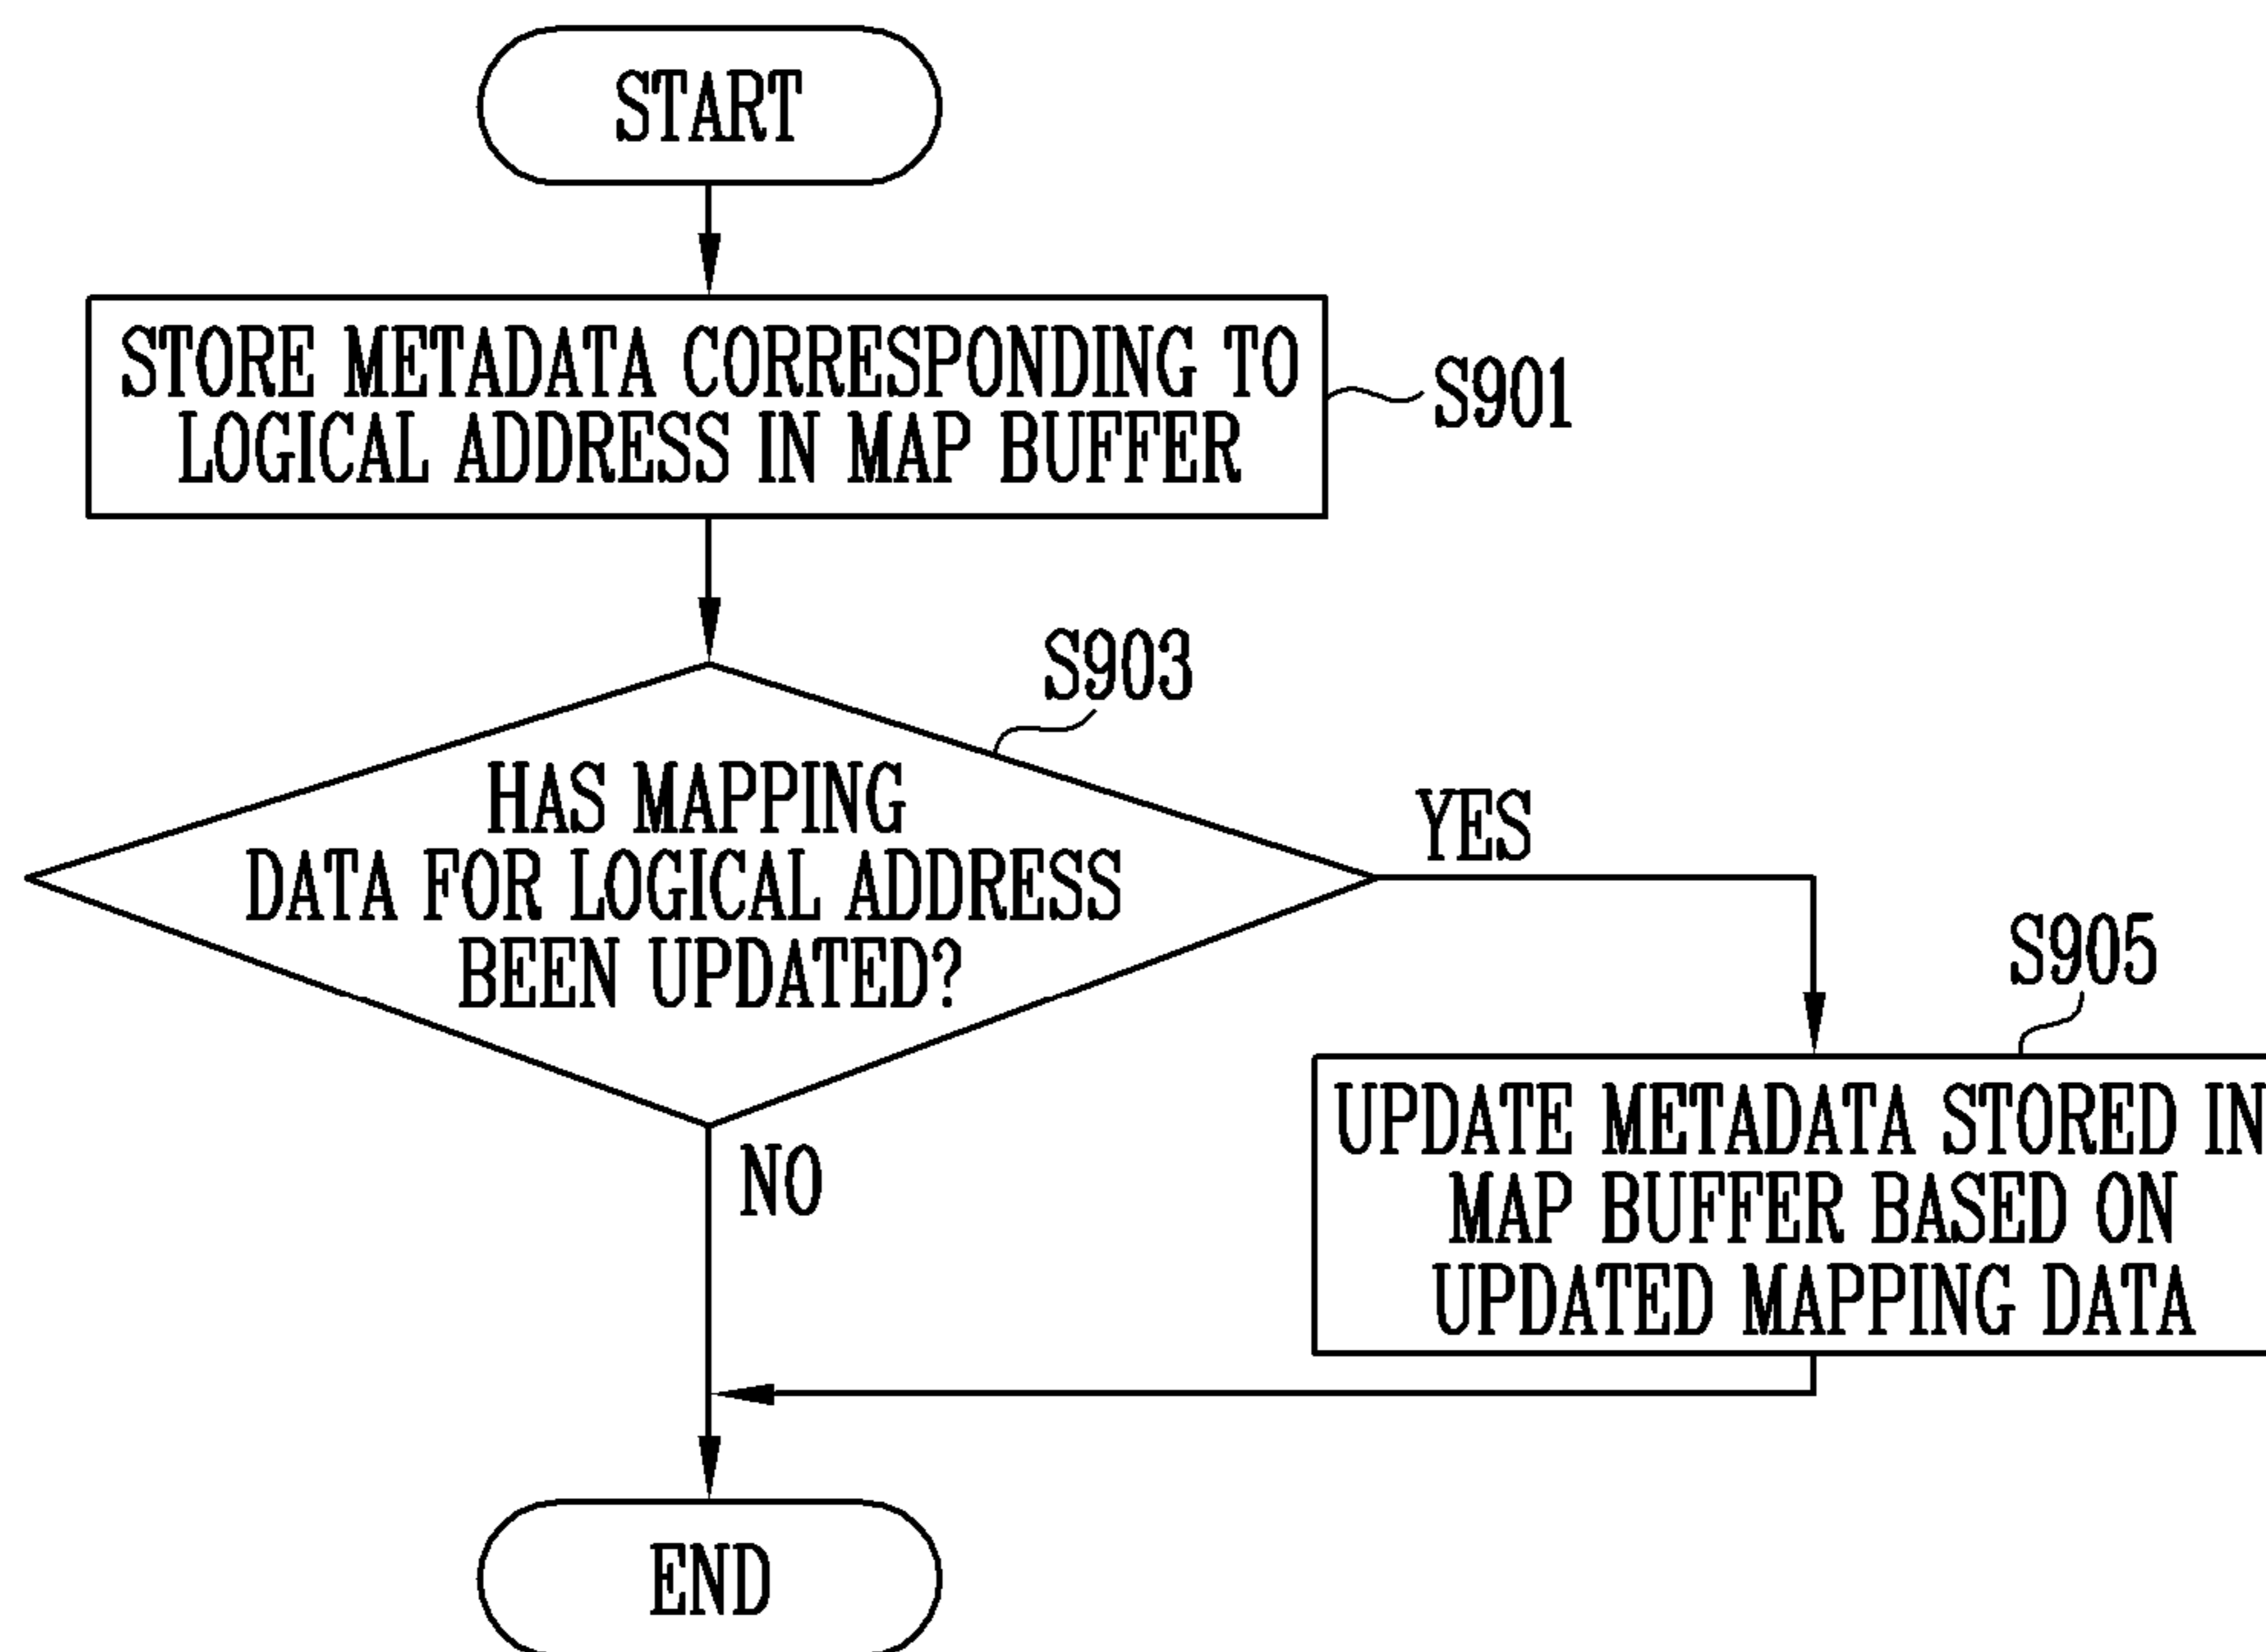 START
STORE METADATA CORRESPONDING TO
LOGICAL ADDRESS IN MAP BUFFER
S901
S903
HAS MAPPING
DATA FOR LOGICAL ADDRESS
BEEN UPDATED?
YES
NO
S905
UPDATE METADATA STORED IN
MAP BUFFER BASED ON
UPDATED MAPPING DATA
END